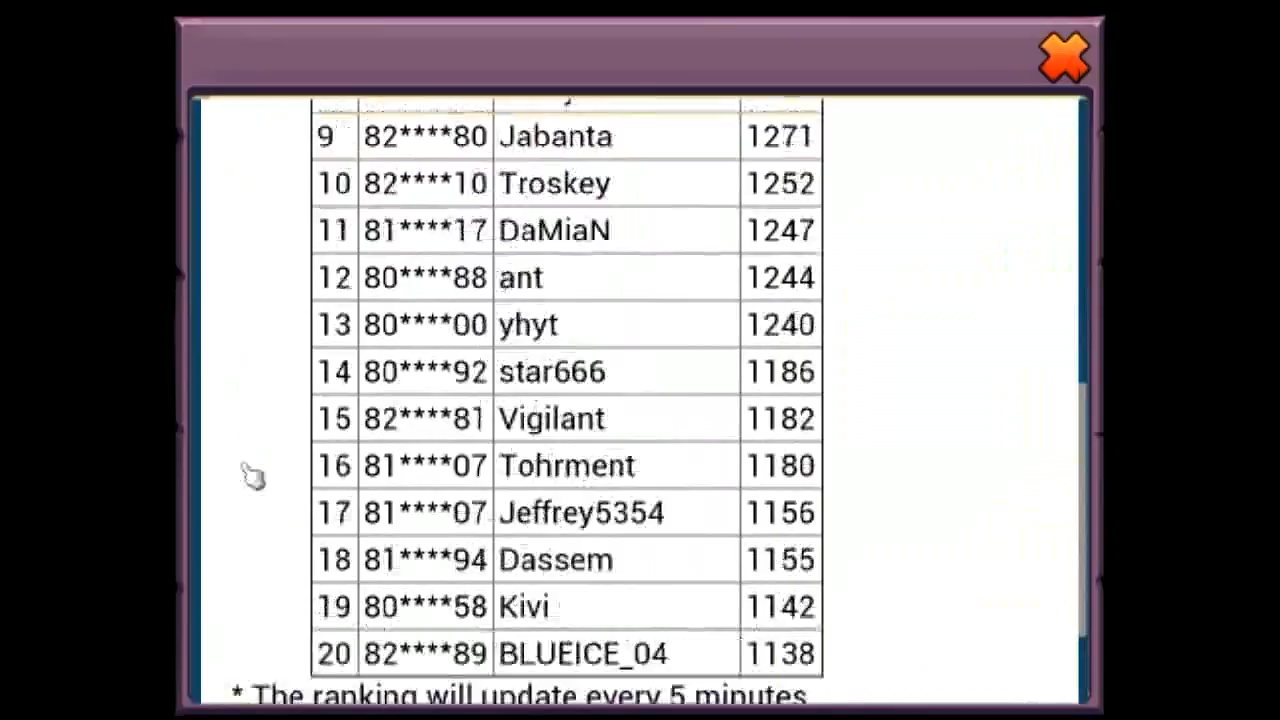 9 82****80 Jabanta 1271
10 82****10 Troskey 1252
11 81****17 DaMiaN 1247
12 80****88 ant 1244
13 80****00 yhyt 1240
14 80****92 star666 1186
15 82****81 Vigilant 1182
16 81****07 Tohrment 1180
17 81****07 Jeffrey5354 1156
18 81****94 Dassem 1155
19 80****58 Kivi 1142
20 82****89 BLUEICE_04 1138
* The ranking will update every 5 minutes